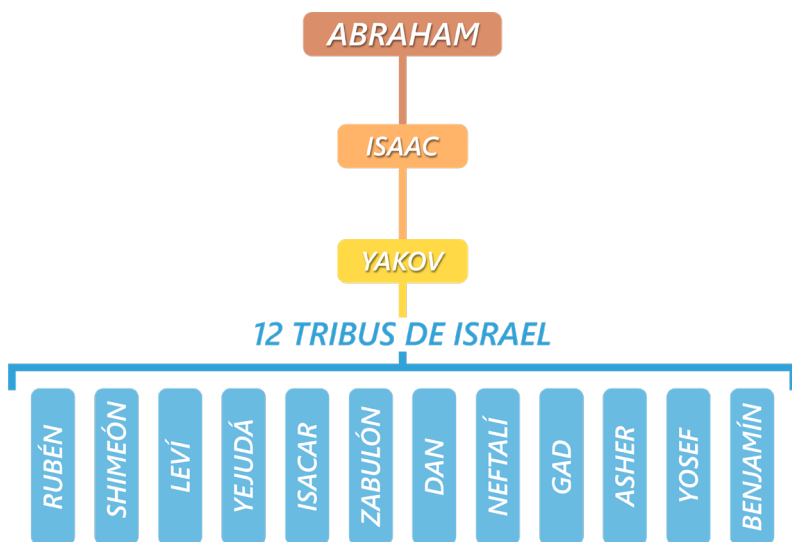 ABRAHAM
ISAAC
YAKOV
12 TRIBUS DE ISRAEL
RUBÉN
SHIMEÓN
LEVÍ
YEJUDÁ
ISACAR
ZABULÓN
DAN
NEFTALÍ
GAD
ASHER
YOSEF
BENJAMÍN